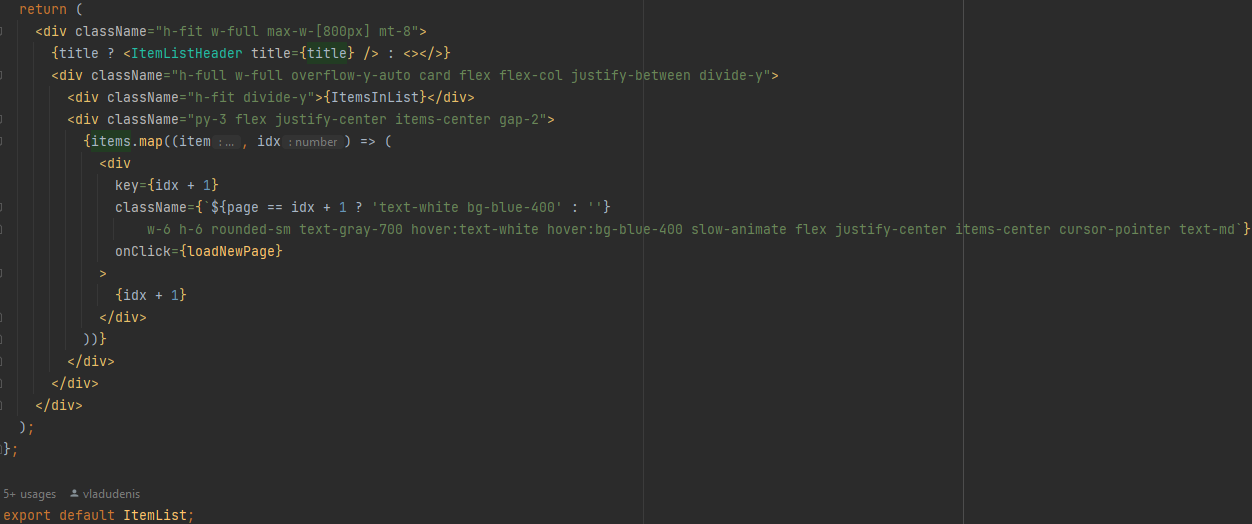 return (
<div className="h-fit w-full max-w-[800px] mt-8">
{title ? <ItemListHeader title={title} /> : <></>}
<div className="h-full w-full overflow-y-auto card flex flex-col justify-between divide-y">
<div className="h-fit divide-y">{ItemsInList}</div>
<div className="py-3 flex justify-center items-center gap-2">
{items.map((item : ... , idx : number ) => (
<div
key={idx + 1}
className={`${page == idx + 1 ? 'text-white bg-blue-400' : ''}
w-6 h-6 rounded-sm text-gray-700 hover:text-white hover:bg-blue-400 slow-animate flex justify-center items-center cursor-pointer text-md`}
onClick={loadNewPage}
>
{idx + 1}
</div>
))}
</div>
</div>
</div>
);
};
5+ usages vladudenis
export default ItemList;